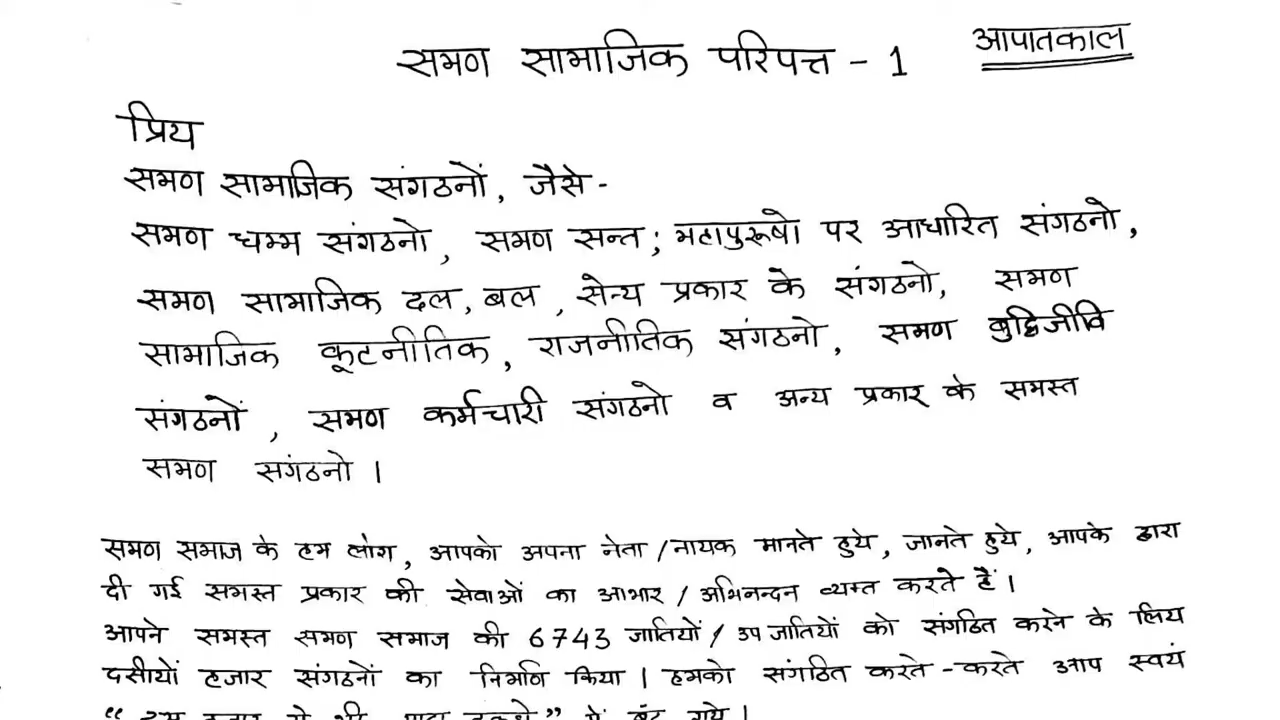 समण सामाजिक परिपत्त - 1
आपातकाल
प्रिय
समण सामाजिक संगठनों, जैसे -
समण धम्म संगठनो, समण सन्त; महापुरूषो पर आधारित संगठनो,
समण सामाजिक दल, बल, सेन्य प्रकार के संगठनो, समण
सामाजिक कूटनीतिक, राजनीतिक संगठनो, समण बुद्धिजीवि
संगठनों, समण कर्मचारी संगठनो व अन्य प्रकार के समस्त
समण संगठनो।
समण समाज के हम लोग, आपको अपना नेता/नायक मानते हुये, जानते हुये, आपके द्वारा
दी गई समस्त प्रकार की सेवाओं का आभार / अभिनन्दन व्यक्त करते हैं।
आपने समस्त समण समाज की 6743 जातियों/ उपजातियों को संगठित करने के लिय
दसीयों हजार संगठनों का निर्माण किया। हमको संगठित करते-करते आप स्वयं
में बंट गये।